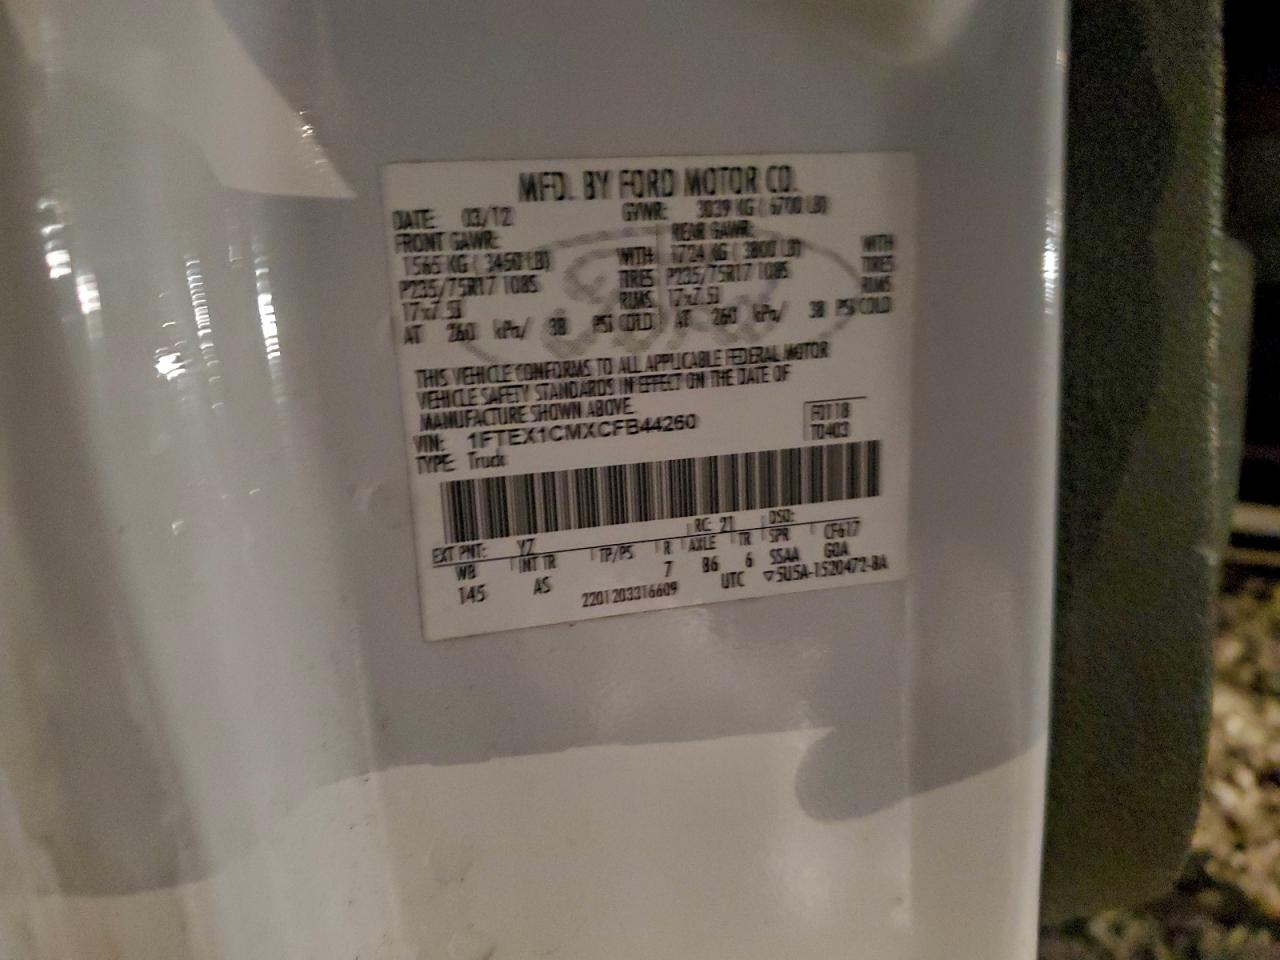 MFD. BY FORD MOTOR CO.
DATE: 03/12 GVWR: 3039 KG ( 6700 LB)
FRONT GAWR: REAR GAWR:
1565 KG ( 3450 LB) WITH 1724 KG ( 3800 LB) WITH
P235/75R17 108S TIRES P235/75R17 108S TIRES
17x7.5J RIMS 17x7.5J RIMS
AT 260 kPa/ 38 PSI COLD AT 260 kPa/ 38 PSI COLD
THIS VEHICLE CONFORMS TO ALL APPLICABLE FEDERAL MOTOR
VEHICLE SAFETY STANDARDS IN EFFECT ON THE DATE OF
MANUFACTURE SHOWN ABOVE.
VIN: 1FTEX1CMXCFB44260 F0118
TYPE: Truck T0403
RC: 21 DSO:
EXT PNT: YZ CF617
WB INT TR TP/PS R AXLE TR SPR
145 AS 7 B6 6 SSAA GQA
2201203316609 UTC ▽5U5A-1520472-BA